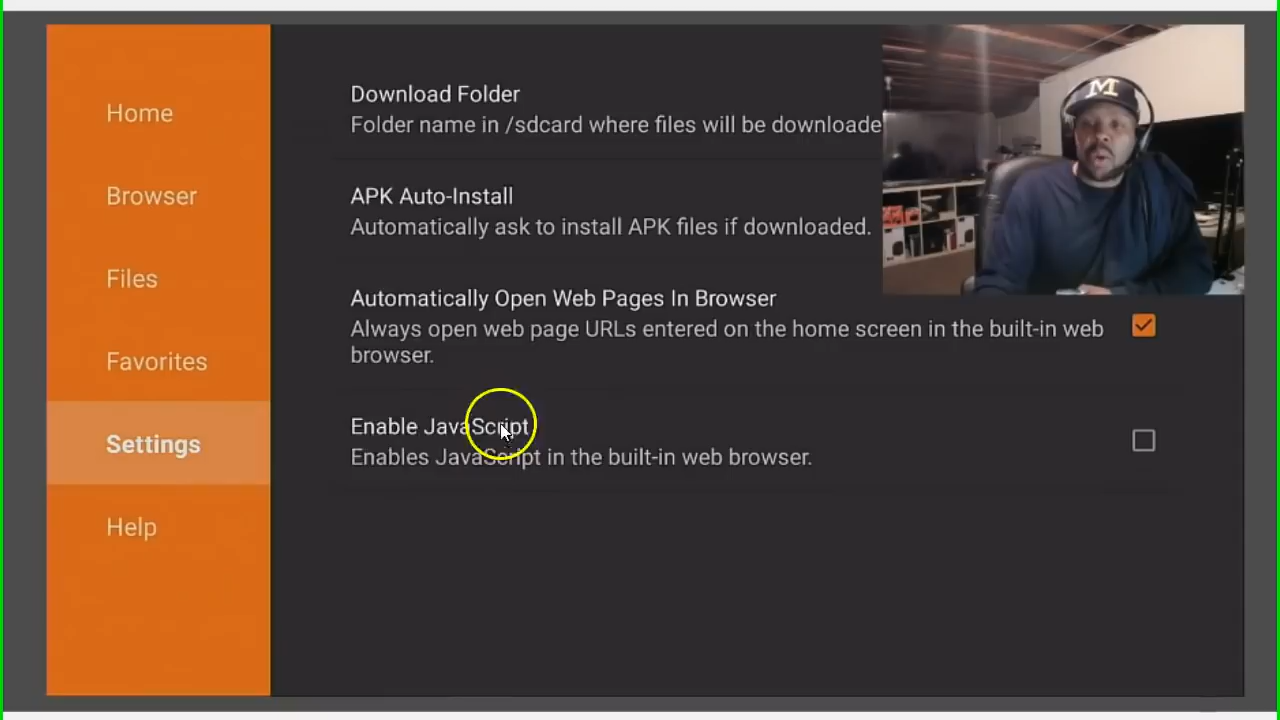 Home
Browser
Files
Favorites
Settings
Help
Download Folder
Folder name in /sdcard where files will be downloade
APK Auto-Install
Automatically ask to install APK files if downloaded.
Automatically Open Web Pages In Browser
Always open web page URLs entered on the home screen in the built-in web
browser.
Enable JavaScript
Enables JavaScript in the built-in web browser.
M